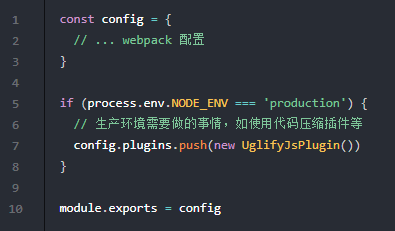 1 const config = {
2 // ... webpack 配置
3 }
4
5 if (process.env.NODE_ENV === 'production') {
6 // 生产环境需要做的事情，如使用代码压缩插件等
7 config.plugins.push(new UglifyJsPlugin())
8 }
9
10 module.exports = config